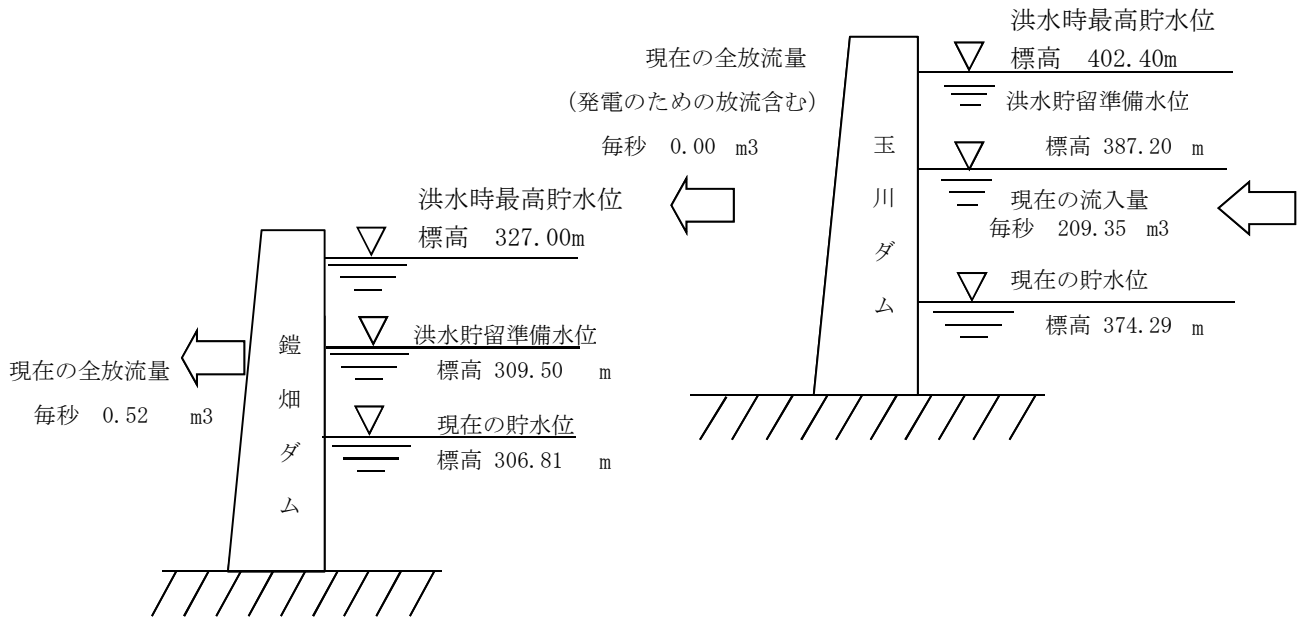 洪水時最高貯水位
標高 402.40m
現在の全放流量
(発電のための放流含む)
毎秒 0.00 m3
洪水貯留準備水位
標高 387.20 m
玉川ダム
現在の流入量
毎秒 209.35 m3
現在の貯水位
標高 374.29 m
洪水時最高貯水位
標高 327.00m
鎧畑ダム
洪水貯留準備水位
標高 309.50 m
現在の全放流量
毎秒 0.52 m3
現在の貯水位
標高 306.81 m